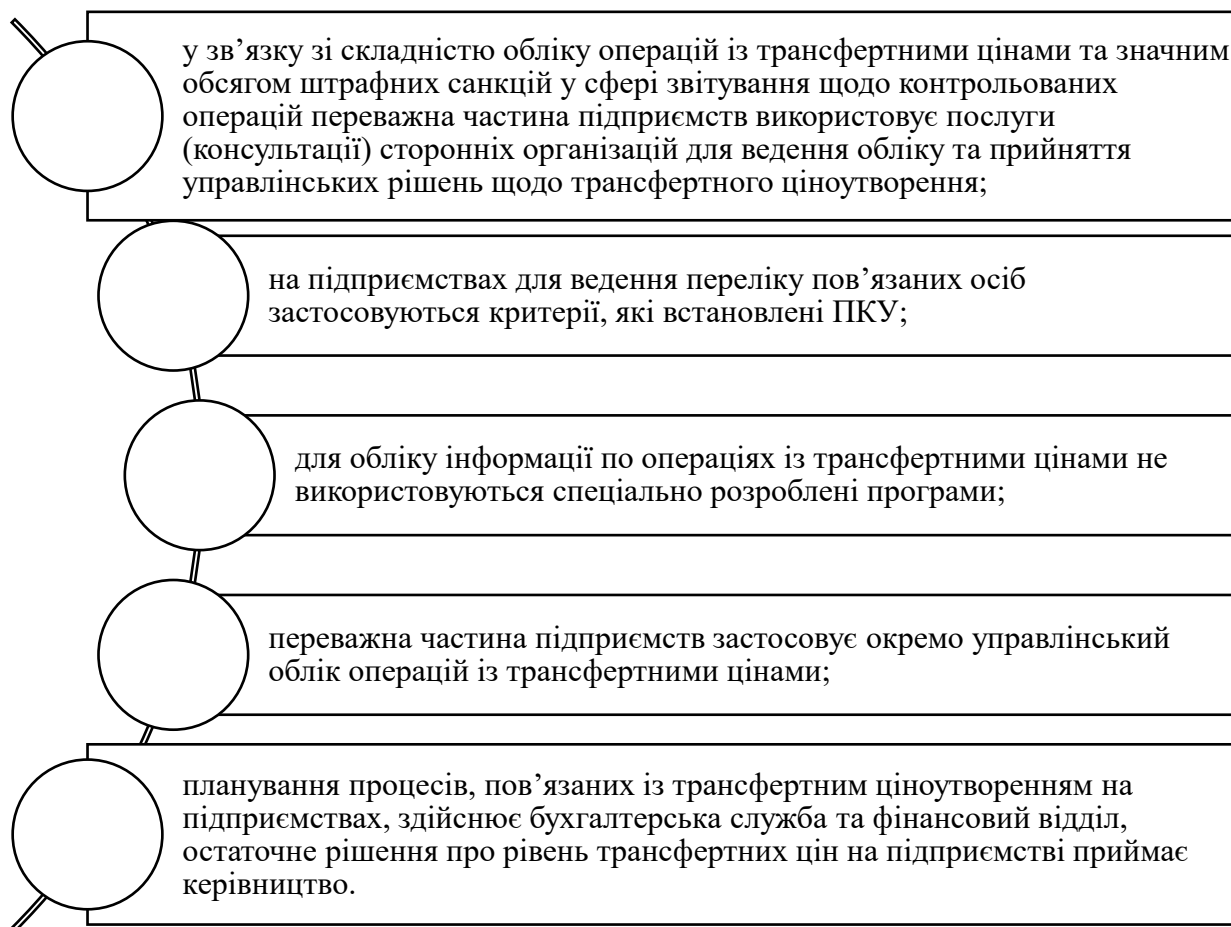 у зв’язку зі складністю обліку операцій із трансфертними цінами та значним
обсягом штрафних санкцій у сфері звітування щодо контрольованих
операцій переважна частина підприємств використовує послуги
(консультації) сторонніх організацій для ведення обліку та прийняття
управлінських рішень щодо трансфертного ціноутворення;
на підприємствах для ведення переліку пов’язаних осіб
застосовуються критерії, які встановлені ПКУ;
для обліку інформації по операціях із трансфертними цінами не
використовуються спеціально розроблені програми;
переважна частина підприємств застосовує окремо управлінський
облік операцій із трансфертними цінами;
планування процесів, пов’язаних із трансфертним ціноутворенням на
підприємствах, здійснює бухгалтерська служба та фінансовий відділ,
остаточне рішення про рівень трансфертних цін на підприємстві приймає
керівництво.